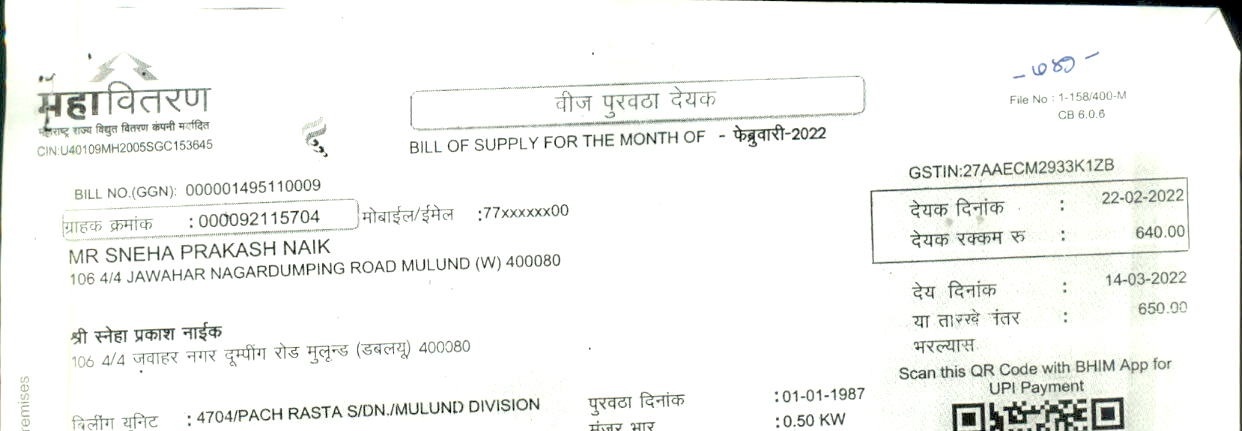 महावितरण
महाराष्ट्र राज्य विद्युत वितरण कंपनी मर्यादित
CIN:U40109MH2005SGC153645
वीज पुरवठा देयक
BILL OF SUPPLY FOR THE MONTH OF - फेब्रुवारी-2022
File No : 1-158/400-M
CB 6.0.6
GSTIN:27AAECM2933K1ZB
BILL NO.(GGN): 000001495110009
ग्राहक क्रमांक : 000092115704 मोबाईल/ईमेल :77xxxxxx00
देयक दिनांक : 22-02-2022
देयक रक्कम रु : 640.00
MR SNEHA PRAKASH NAIK
106 4/4 JAWAHAR NAGARDUMPING ROAD MULUND (W) 400080
देय दिनांक : 14-03-2022
या तारखे नंतर : 650.00
भरल्यास
श्री स्नेहा प्रकाश नाईक
106 4/4 जवाहर नगर दूम्पींग रोड मुलून्ड (डबलयू) 400080
Scan this QR Code with BHIM App for
UPI Payment
बिलींग युनिट : 4704/PACH RASTA S/DN./MULUND DIVISION
पुरवठा दिनांक :01-01-1987
मंजूर भार :0.50 KW
remises